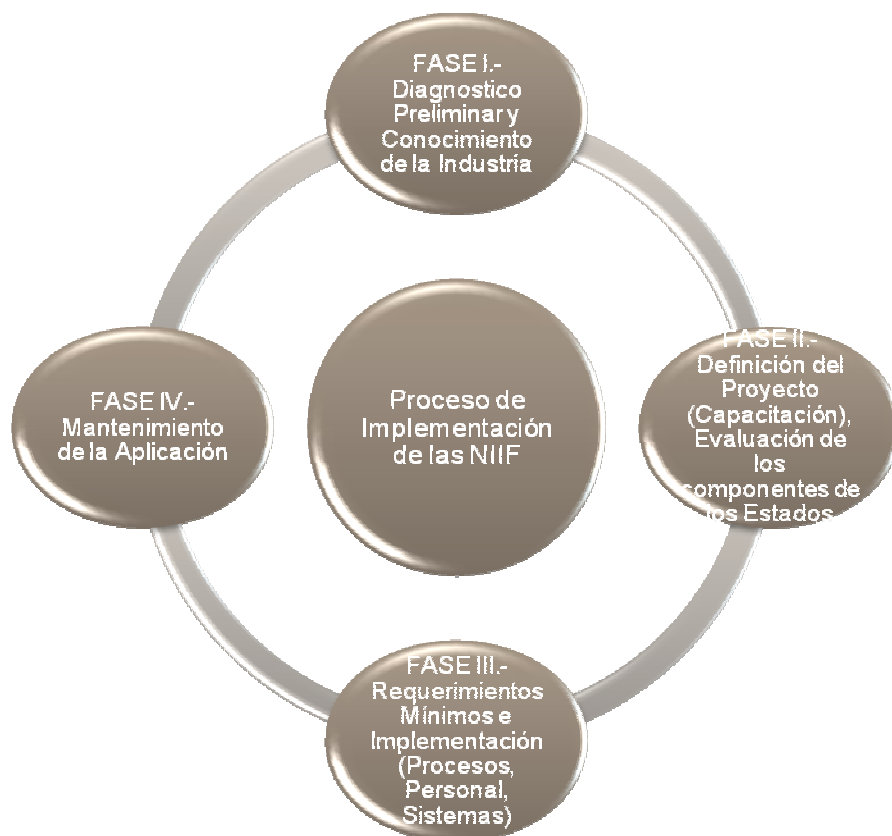 FASE I.-
Diagnostico
Preliminar y
Conocimiento
de la Industria
FASE II.-
Definición del
Proyecto
(Capacitación),
Evaluación de
los
componentes de
los Estados
FASE IV.-
Mantenimiento
de la Aplicación
Proceso de
Implementación
de las NIIF
FASE III.-
Requerimientos
Mínimos e
Implementación
(Procesos,
Personal,
Sistemas)